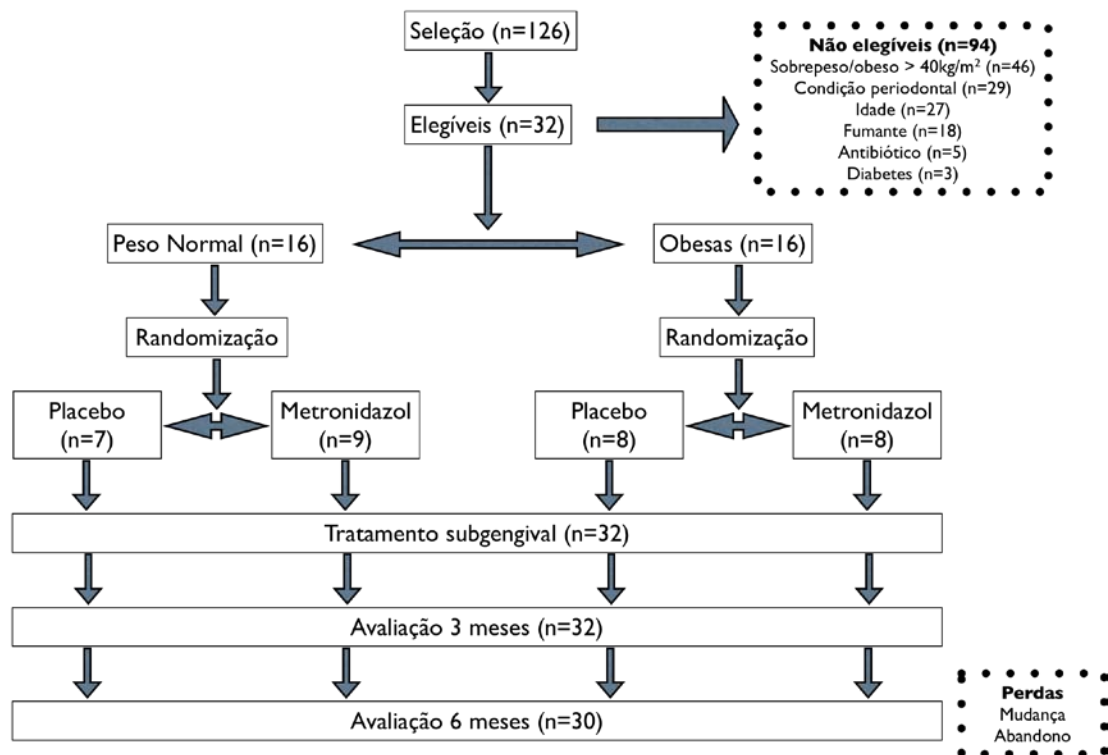 Seleção (n=126)
Não elegíveis (n=94)
Sobrepeso/obeso > 40kg/m² (n=46)
Condição periodontal (n=29)
Idade (n=27)
Fumante (n=18)
Antibiótico (n=5)
Diabetes (n=3)
Elegíveis (n=32)
Peso Normal (n=16)
Obesas (n=16)
Randomização
Randomização
Placebo
(n=7)
Metronidazol
(n=9)
Placebo
(n=8)
Metronidazol
(n=8)
Tratamento subgengival (n=32)
Avaliação 3 meses (n=32)
Avaliação 6 meses (n=30)
Perdas
Mudança
Abandono